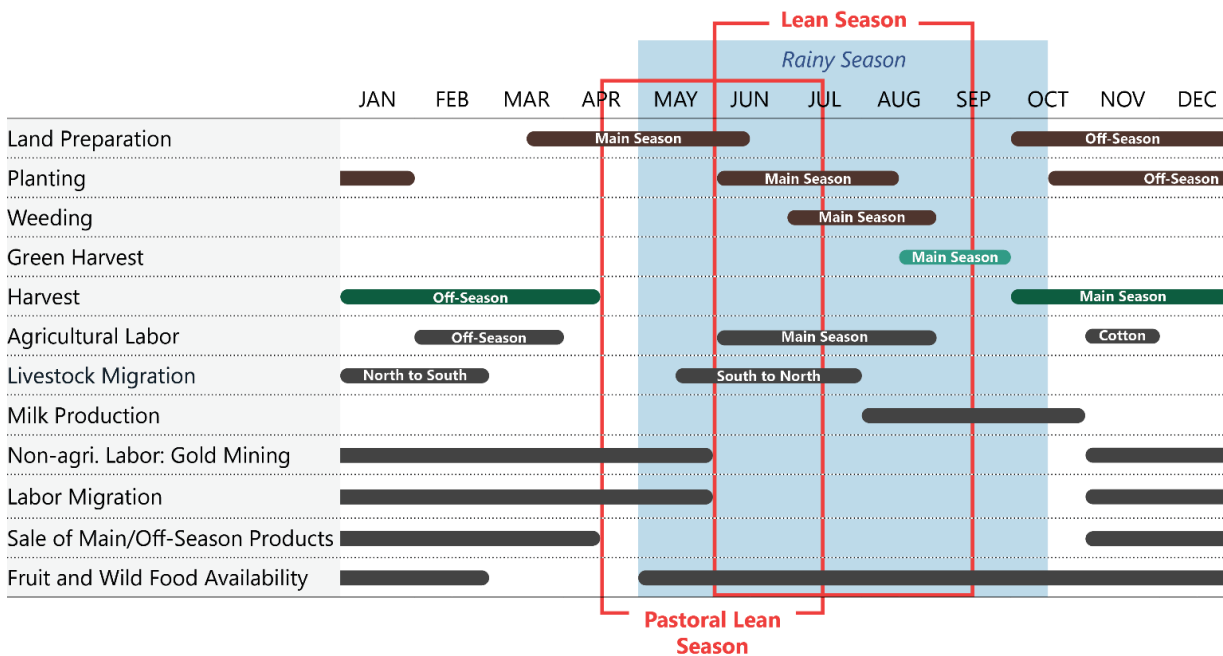 Lean Season
Rainy Season
JAN FEB MAR APR MAY JUN JUL AUG SEP OCT NOV DEC
Land Preparation Main Season Off-Season
Planting Main Season Off-Season
Weeding Main Season
Green Harvest Main Season
Harvest Off-Season Main Season
Agricultural Labor Off-Season Main Season Cotton
Livestock Migration North to South South to North
Milk Production
Non-agri. Labor: Gold Mining
Labor Migration
Sale of Main/Off-Season Products
Fruit and Wild Food Availability
Pastoral Lean
Season